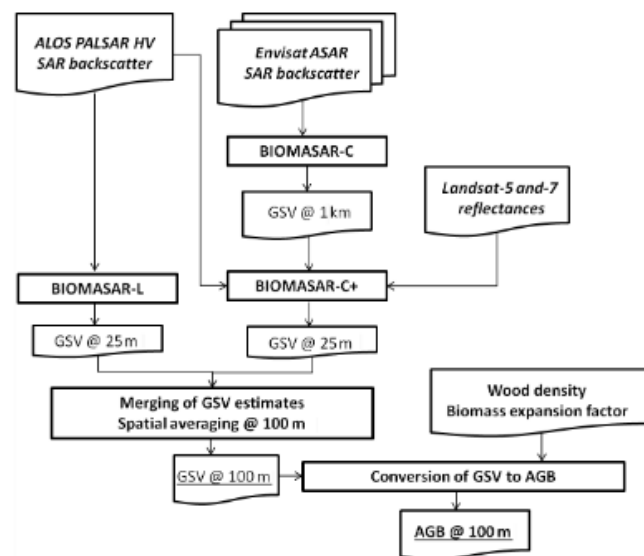 ALOS PALSAR HV
SAR backscatter
Envisat ASAR
SAR backscatter
BIOMASAR-C
GSV @ 1km
Landsat-5 and-7
reflectances
BIOMASAR-L
BIOMASAR-C+
GSV @ 25m
GSV @ 25m
Merging of GSV estimates
Spatial averaging @ 100 m
Wood density
Biomass expansion factor
GSV @ 100m
Conversion of GSV to AGB
AGB @ 100m